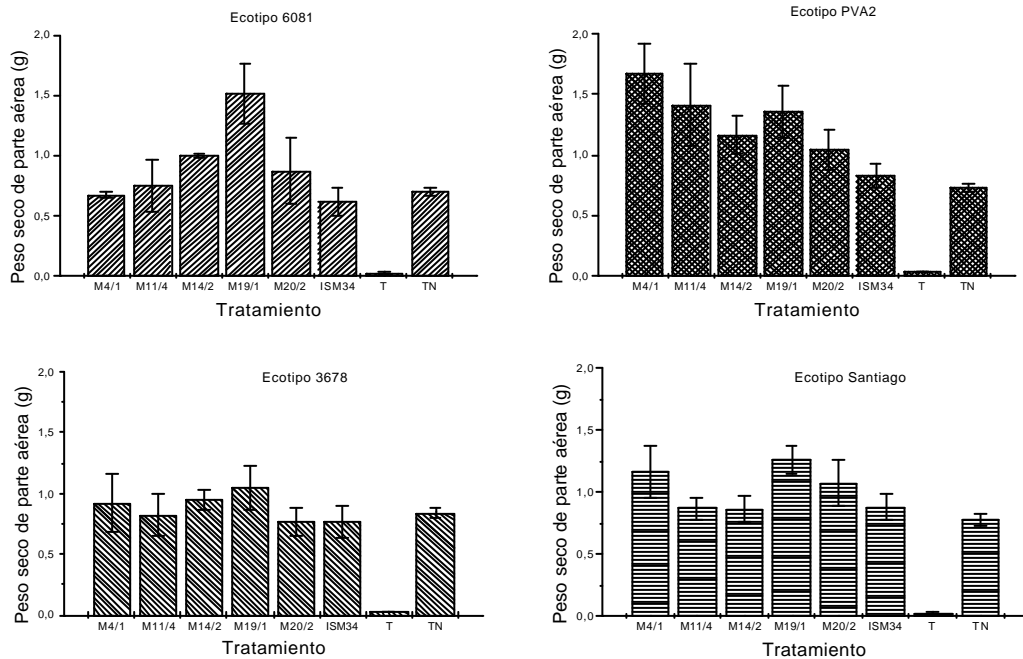 Ecotipo 6081
Peso seco de parte aérea (g)
2,0
1,5
1,0
0,5
0,0
M4/1 M11/4 M14/2 M19/1 M20/2 ISM34 T TN
Tratamiento
Ecotipo PVA2
Peso seco de parte aérea (g)
2,0
1,5
1,0
0,5
0,0
M4/1 M11/4 M14/2 M19/1 M20/2 ISM34 T TN
Tratamiento
Ecotipo 3678
Peso seco de parte aérea (g)
2,0
1,5
1,0
0,5
0,0
M4/1 M11/4 M14/2 M19/1 M20/2 ISM34 T TN
Tratamiento
Ecotipo Santiago
Peso seco de parte aérea (g)
2,0
1,5
1,0
0,5
0,0
M4/1 M11/4 M14/2 M19/1 M20/2 ISM34 T TN
Tratamiento